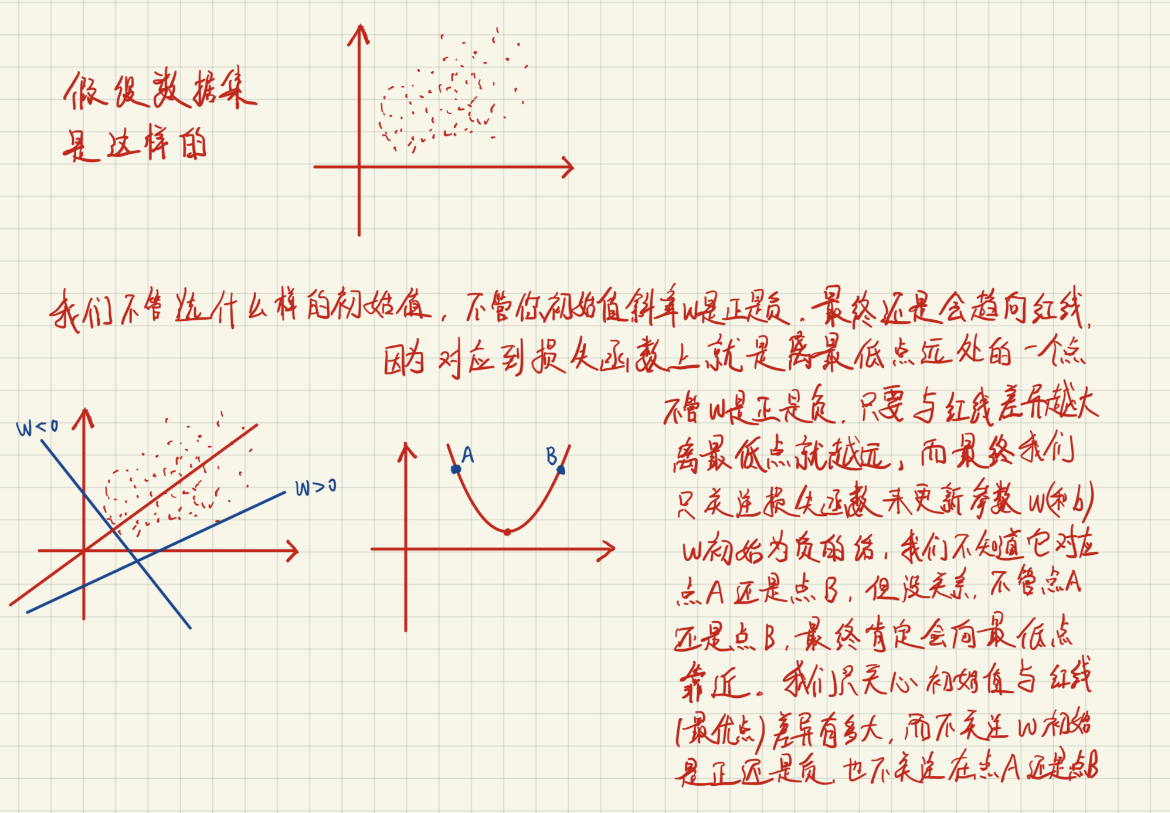 假设数据集
是这样的
我们不管选什么样的初始值，不管你初始值斜率w是正是负，最终还是会趋向红线，
因为对应到损失函数上就是离最低点远处的一个点
不管w是正是负，只要与红线差异越大
离最低点就越远，而最终我们
只关注损失函数来更新参数w(和b)
W<0
A
B
W>0
w初始为负的话，我们不知道它对应
点A还是点B，但没关系，不管点A
还是点B，最终肯定会向最低点
靠近。我们只关心初始值与红线
(最优点)差异有多大，而不关注w初始
是正还是负，也不关注在点A还是点B